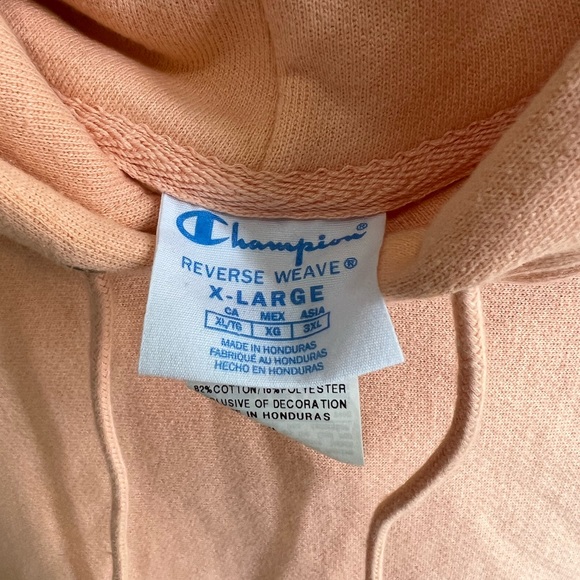 Champion
REVERSE WEAVE®
X-LARGE
CA MEX ASIA
XL/TG XG 3XL
MADE IN HONDURAS
FABRIQUÉ AU HONDURAS
HECHO EN HONDURAS
82% COTTON/18% POLYESTER
USIVE OF DECORATION
IN HONDURAS